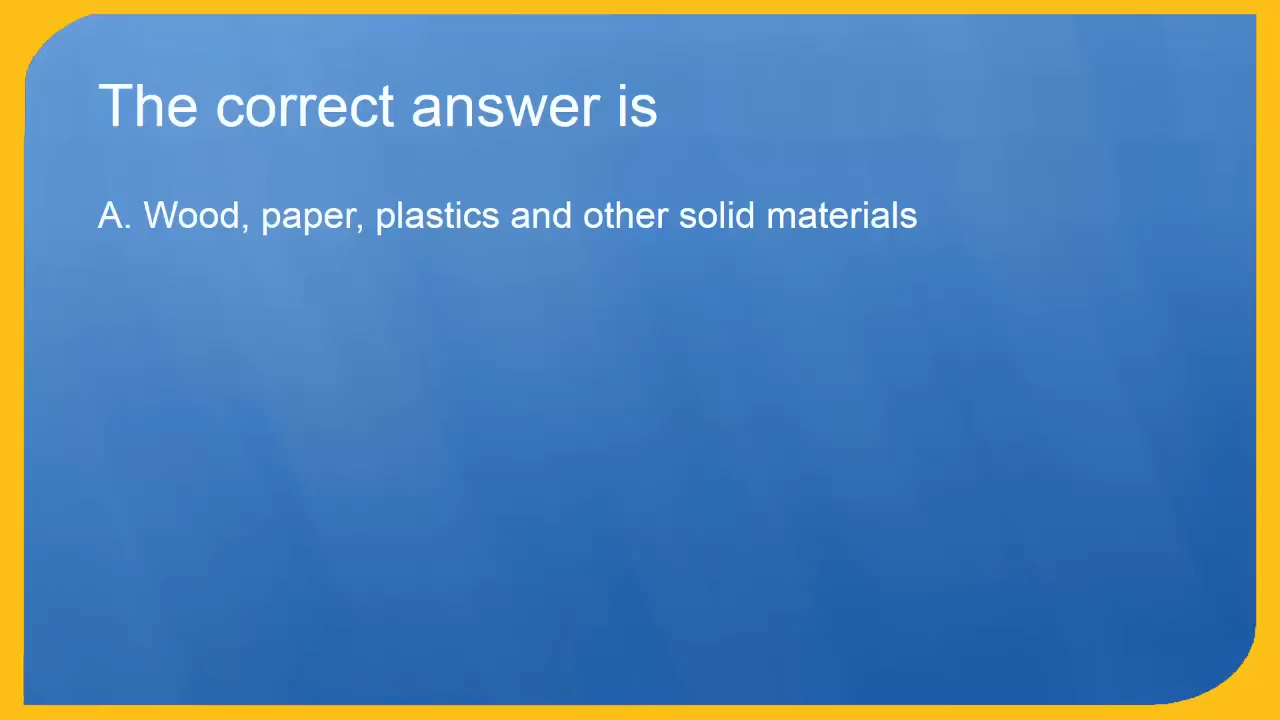 The correct answer is
A. Wood, paper, plastics and other solid materials